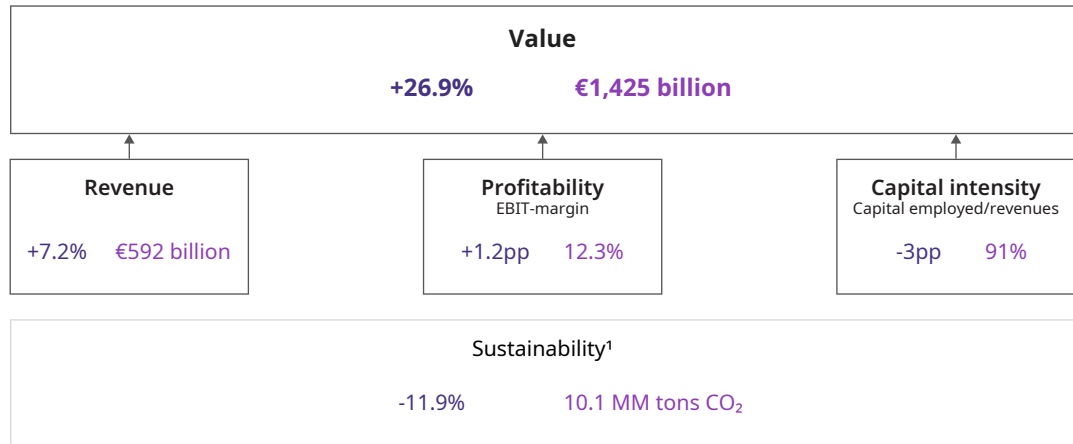 Value
+26.9% €1,425 billion
Revenue
+7.2% €592 billion
Profitability
EBIT-margin
+1.2pp 12.3%
Capital intensity
Capital employed/revenues
-3pp 91%
Sustainability¹
-11.9% 10.1 MM tons CO₂